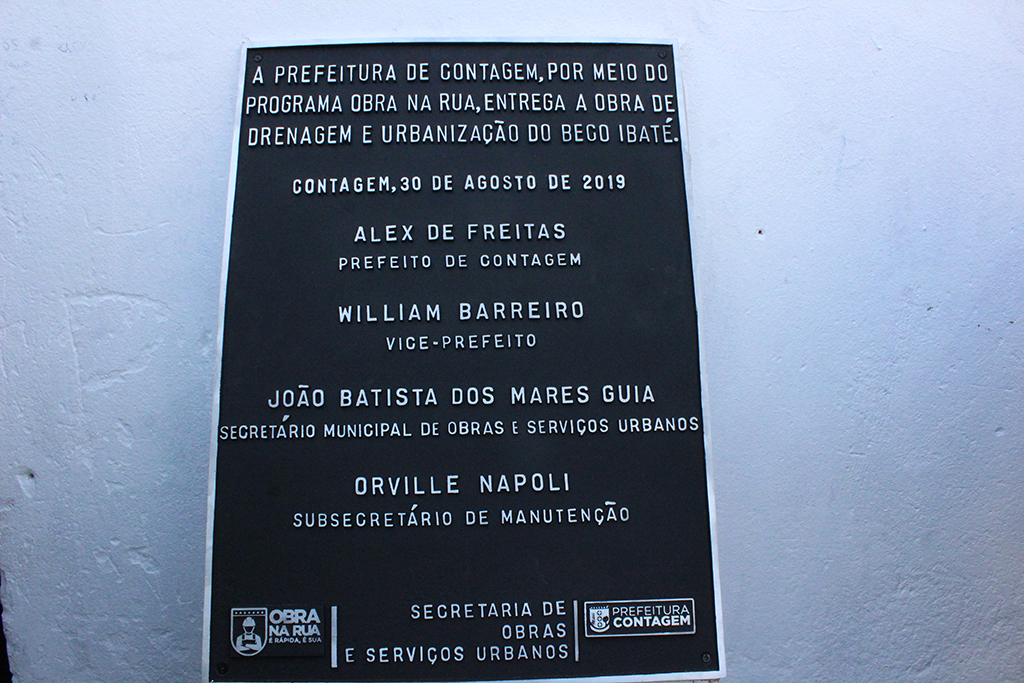 A PREFEITURA DE CONTAGEM, POR MEIO DO
PROGRAMA OBRA NA RUA, ENTREGA A OBRA DE
DRENAGEM E URBANIZAÇÃO DO BECO IBATÉ.
CONTAGEM, 30 DE AGOSTO DE 2019
ALEX DE FREITAS
PREFEITO DE CONTAGEM
WILLIAM BARREIRO
VICE-PREFEITO
JOÃO BATISTA DOS MARES GUIA
SECRETÁRIO MUNICIPAL DE OBRAS E SERVIÇOS URBANOS
ORVILLE NAPOLI
SUBSECRETÁRIO DE MANUTENÇÃO
OBRA
NA RUA
É RÁPIDA, É SUA
SECRETARIA DE
OBRAS
E SERVIÇOS URBANOS
PREFEITURA
CONTAGEM